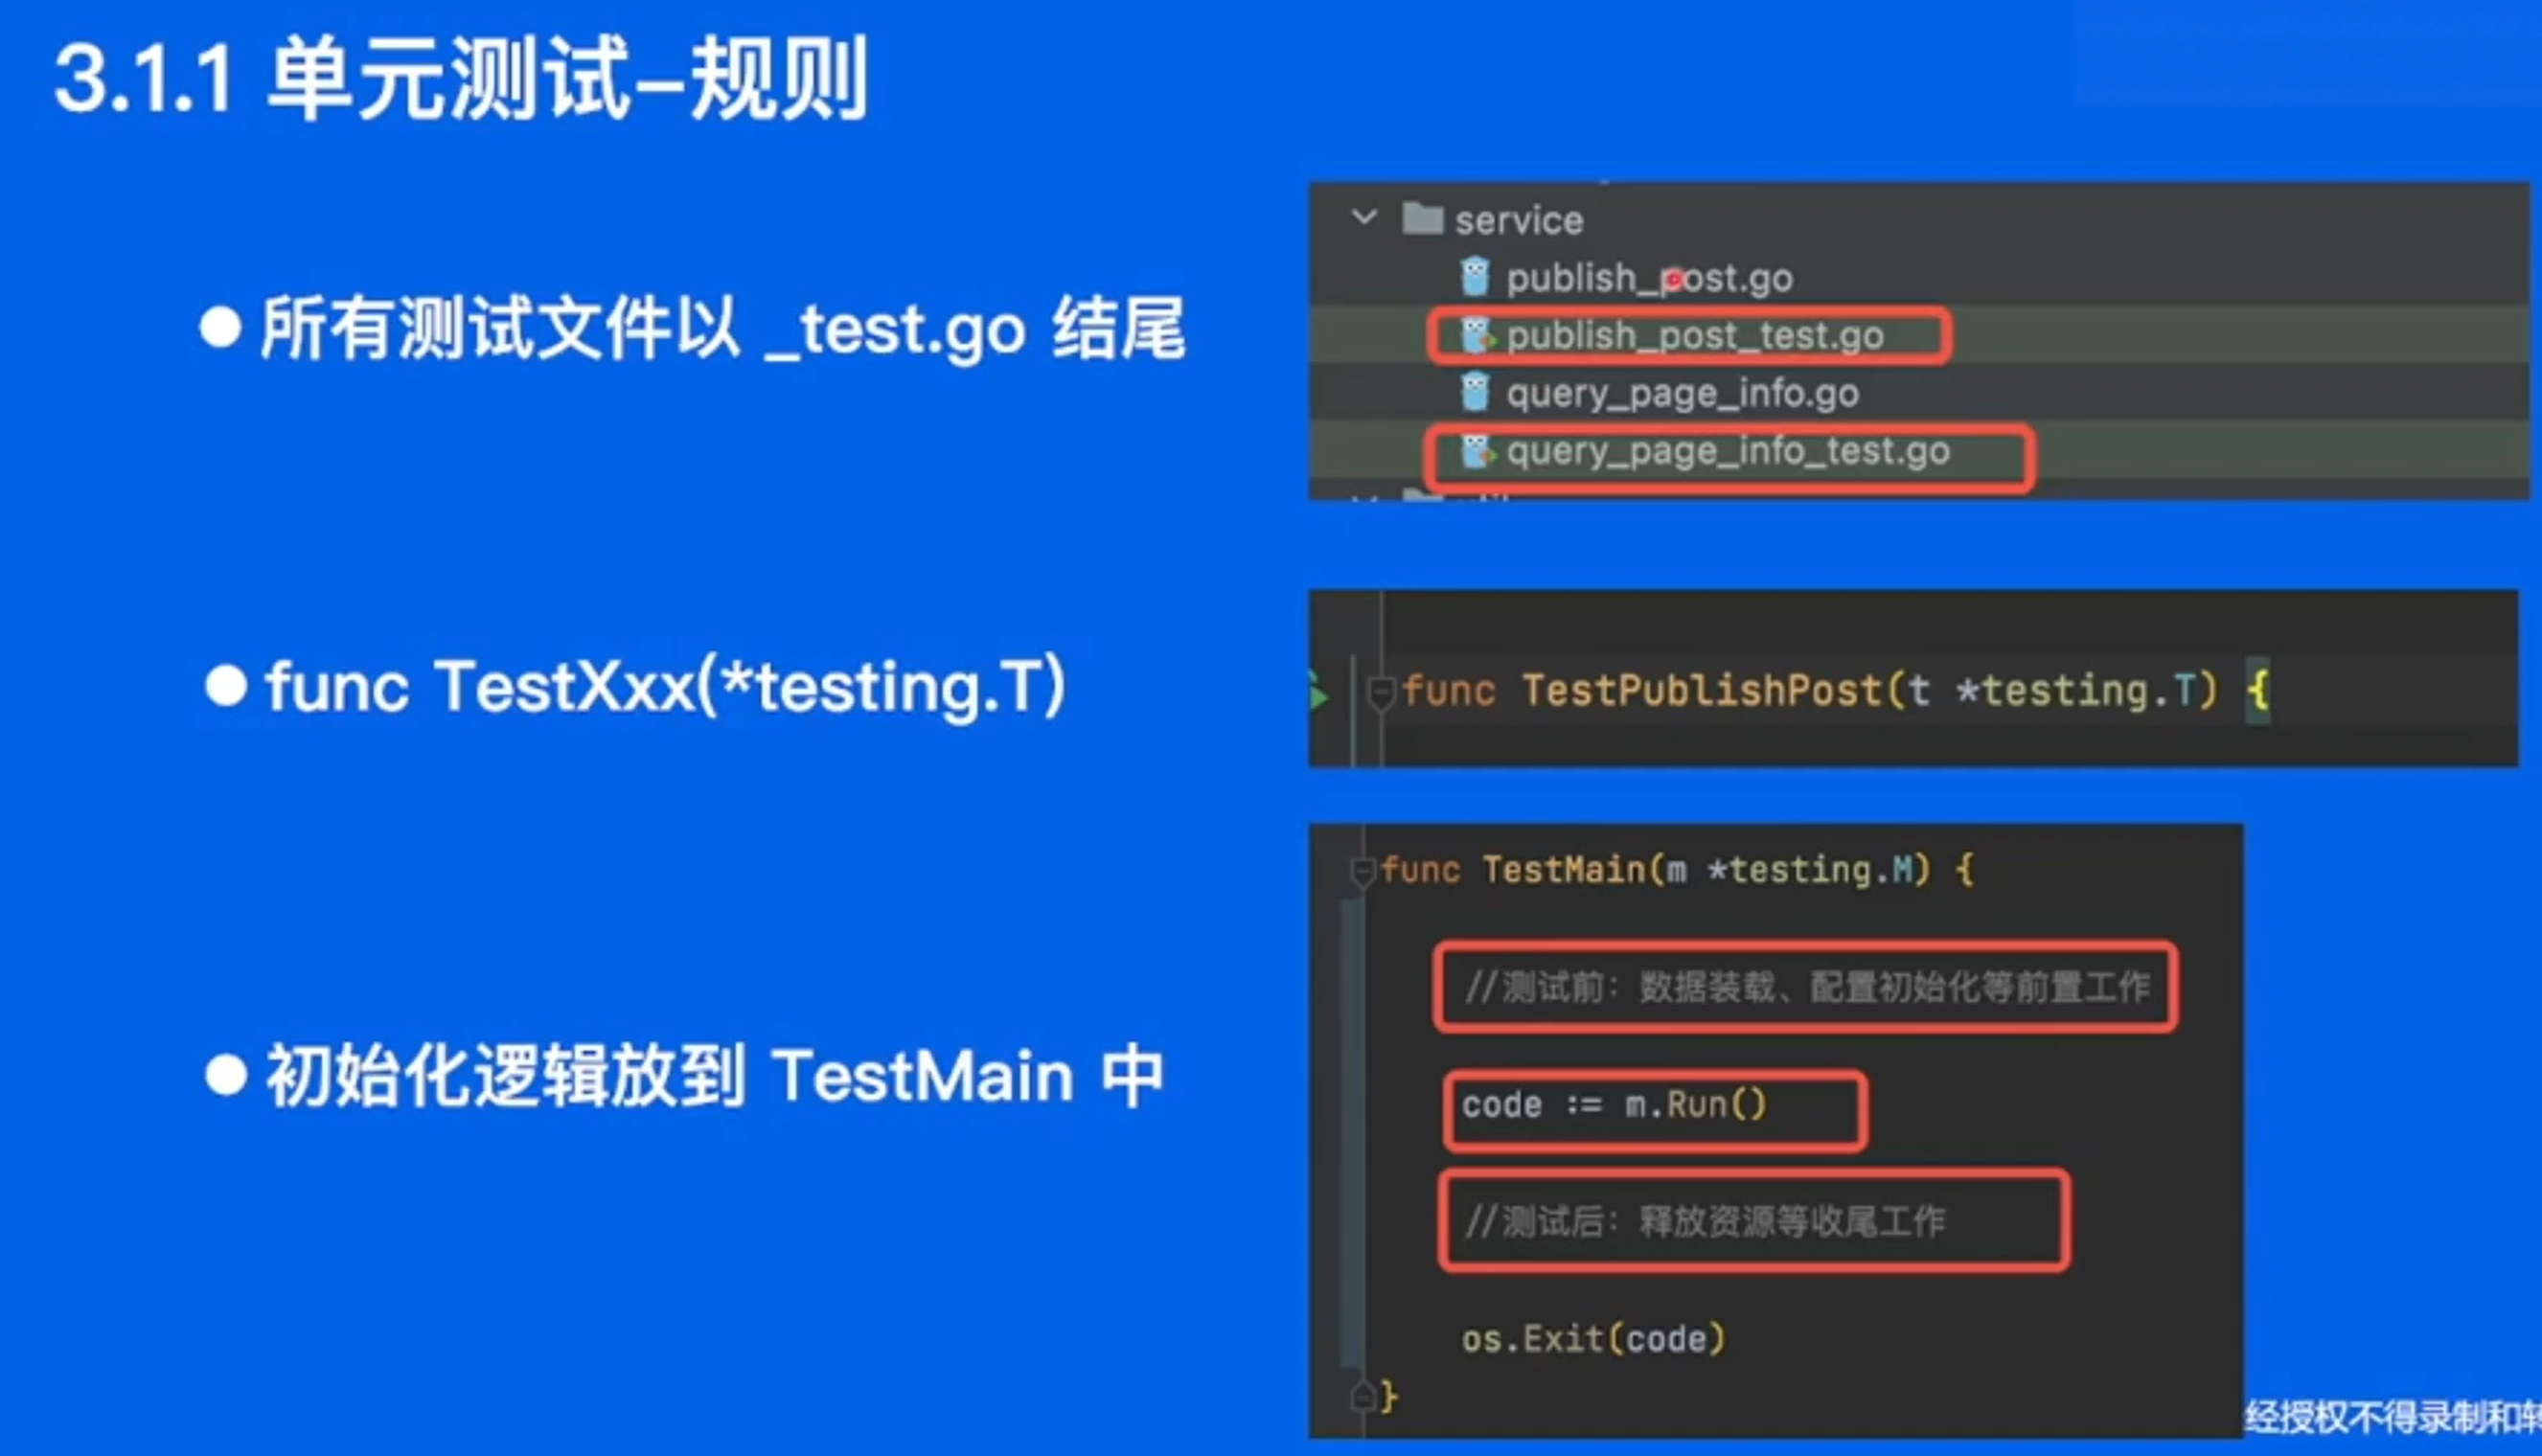 3.1.1 单元测试-规则
● 所有测试文件以 _test.go 结尾
service
publish_post.go
publish_post_test.go
query_page_info.go
query_page_info_test.go
● func TestXxx(*testing.T)
func TestPublishPost(t *testing.T) {
● 初始化逻辑放到 TestMain 中
func TestMain(m *testing.M) {
//测试前：数据装载、配置初始化等前置工作
code := m.Run()
//测试后：释放资源等收尾工作
os.Exit(code)
}
经授权不得录制和转